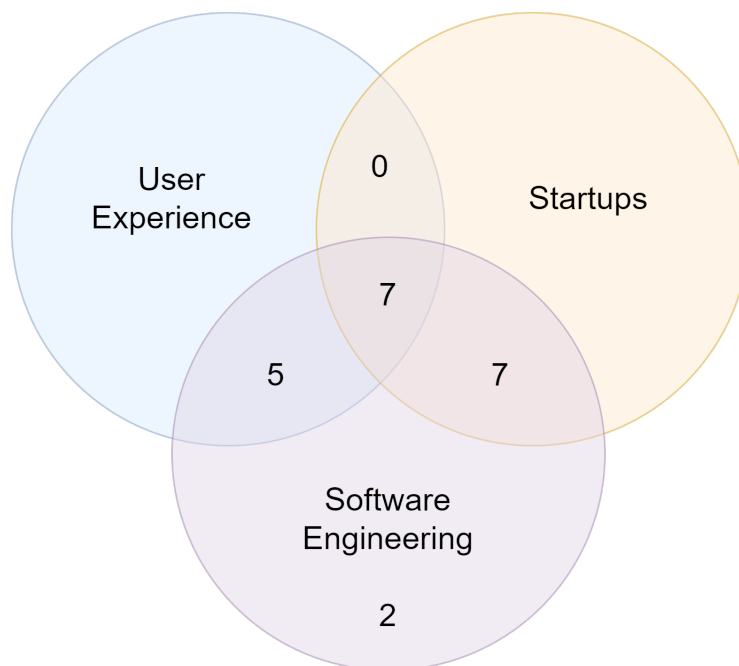 0
User
Experience
Startups
7
5
7
Software
Engineering
2